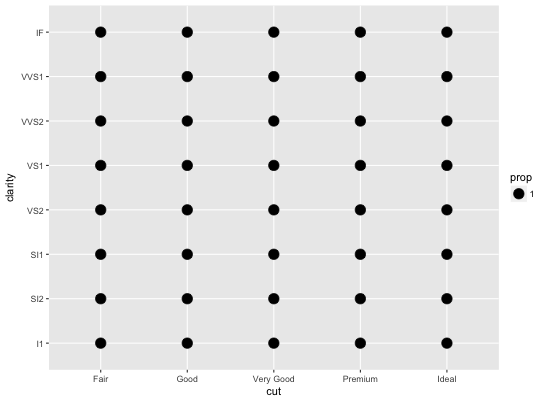 IF
VVS1
VVS2
VS1
VS2
SI1
SI2
I1
clarity
Fair Good Very Good Premium Ideal
cut
prop
1